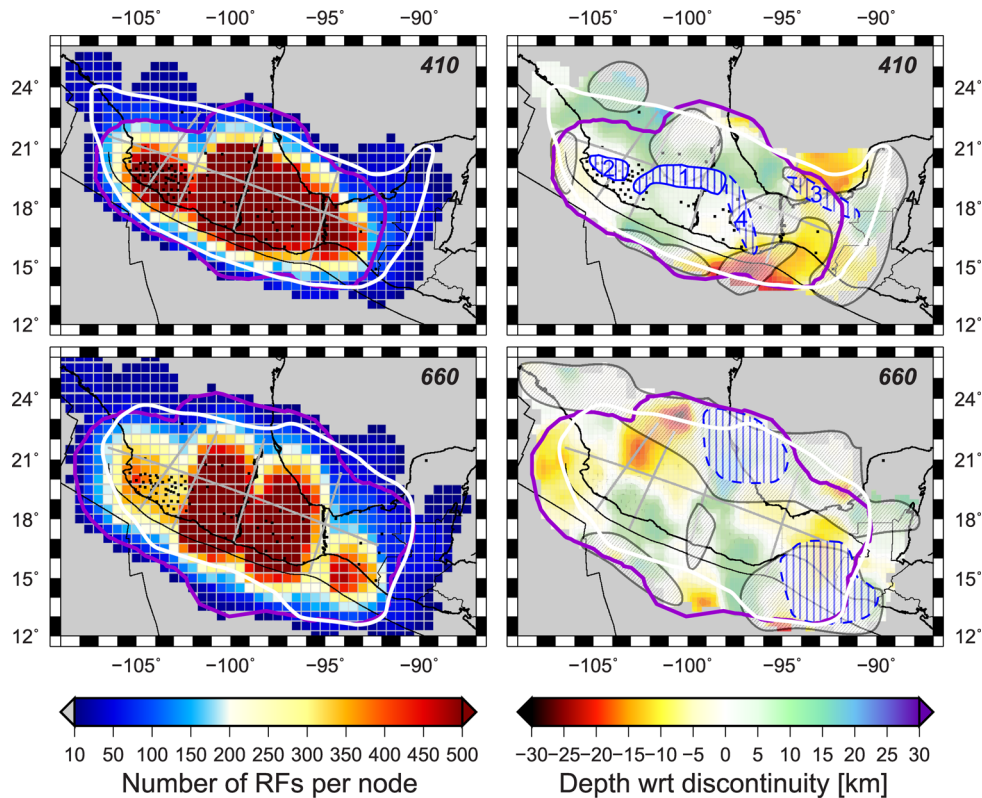 −105° −100° −95° −90° −105° −100° −95° −90°
410 410
24° 24°
21° 21°
18° 18°
15° 15°
12° 12°
2 1 3
4
660 660
24° 24°
21° 21°
18° 18°
15° 15°
12° 12°
−105° −100° −95° −90° −105° −100° −95° −90°
10 50 100 150 200 250 300 350 400 450 500
−30 −25 −20 −15 −10 −5 0 5 10 15 20 25 30
Number of RFs per node
Depth wrt discontinuity [km]